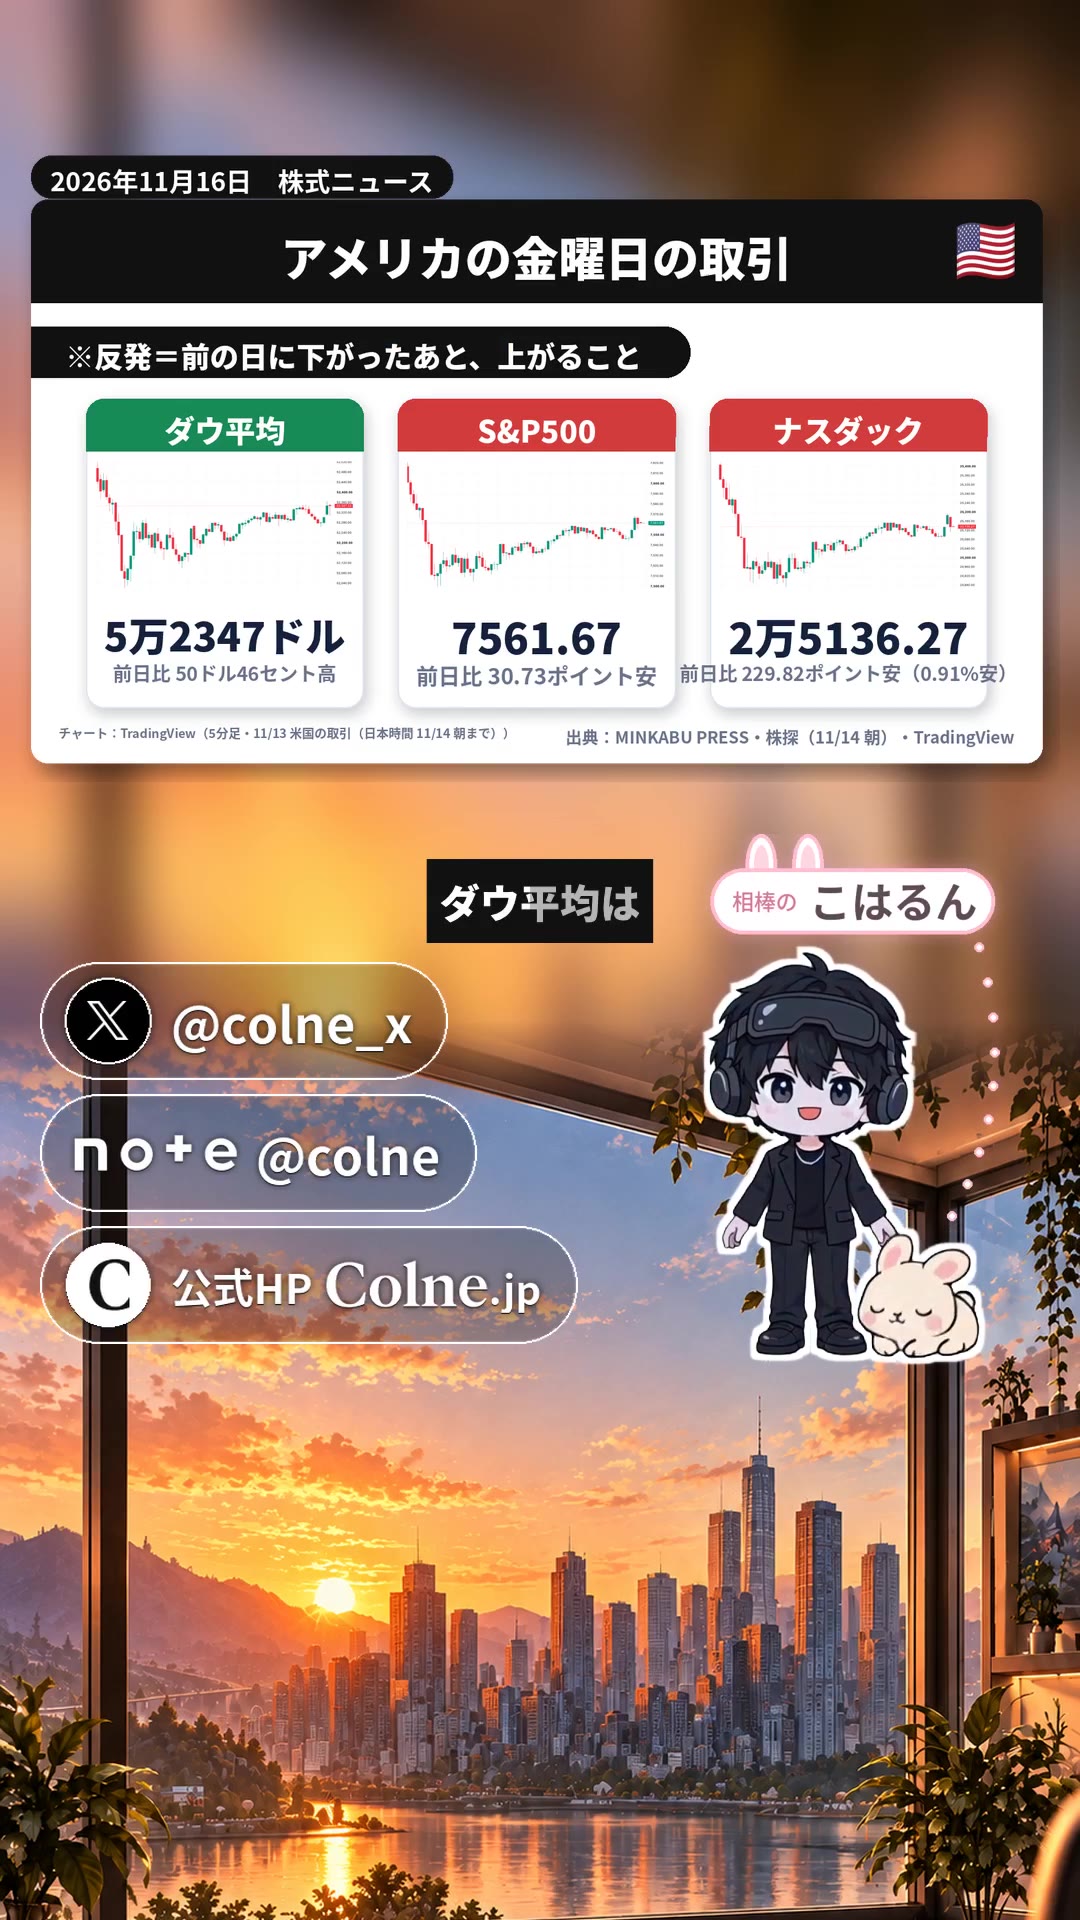 2026年11月16日　株式ニュース
アメリカの金曜日の取引
※反発＝前の日に下がったあと、上がること
ダウ平均
S&P500
ナスダック
5万2347ドル
前日比 50ドル46セント高
7561.67
前日比 30.73ポイント安
2万5136.27
前日比 229.82ポイント安（0.91%安）
チャート：TradingView（5分足・11/13 米国の取引（日本時間 11/14 朝まで））
出典：MINKABU PRESS・株探（11/14 朝）・TradingView
ダウ平均は
相棒の こはるん
X @colne_x
note @colne
C 公式HP Colne.jp